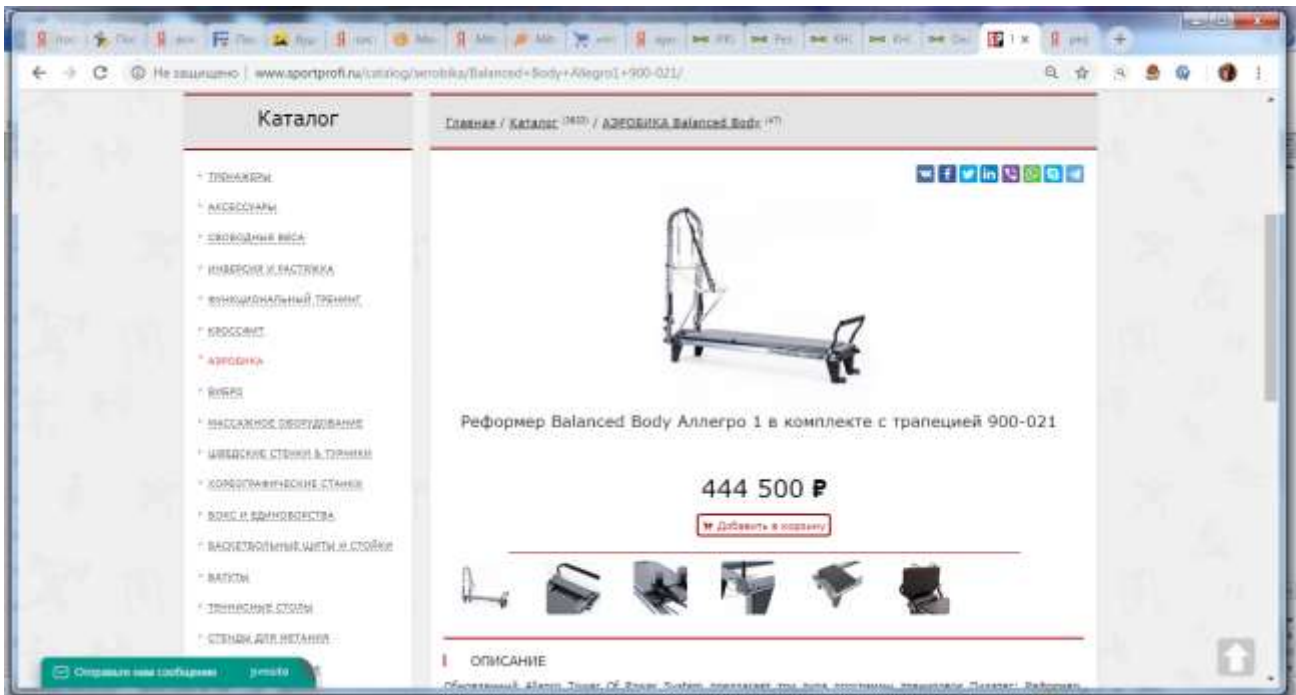 Не защищено | www.sportprofi.ru/catalog/aerobika/Balanced+Body+Allegro1+900-021/
Каталог
ТРЕНАЖЕРЫ
АКСЕССУАРЫ
СВОБОДНЫЕ ВЕСА
ИНВЕРСИЯ И РАСТЯЖКА
ФУНКЦИОНАЛЬНЫЙ ТРЕНИНГ
КРОССФИТ
АЭРОБИКА
ВИБРО
МАССАЖНОЕ ОБОРУДОВАНИЕ
ШВЕДСКИЕ СТЕНКИ & ТУРНИКИ
ХОРЕОГРАФИЧЕСКИЕ СТАНКИ
БОКС И ЕДИНОБОРСТВА
БАСКЕТБОЛЬНЫЕ ЩИТЫ И СТОЙКИ
БАТУТЫ
ТЕННИСНЫЕ СТОЛЫ
СТЕНДЫ ДЛЯ МЕТАНИЯ
Отправьте нам сообщение jivosite
Главная / Каталог / АЭРОБИКА Balanced Body (47)
Реформер Balanced Body Аллегро 1 в комплекте с трапецией 900-021
444 500 ₽
Добавить в корзину
ОПИСАНИЕ